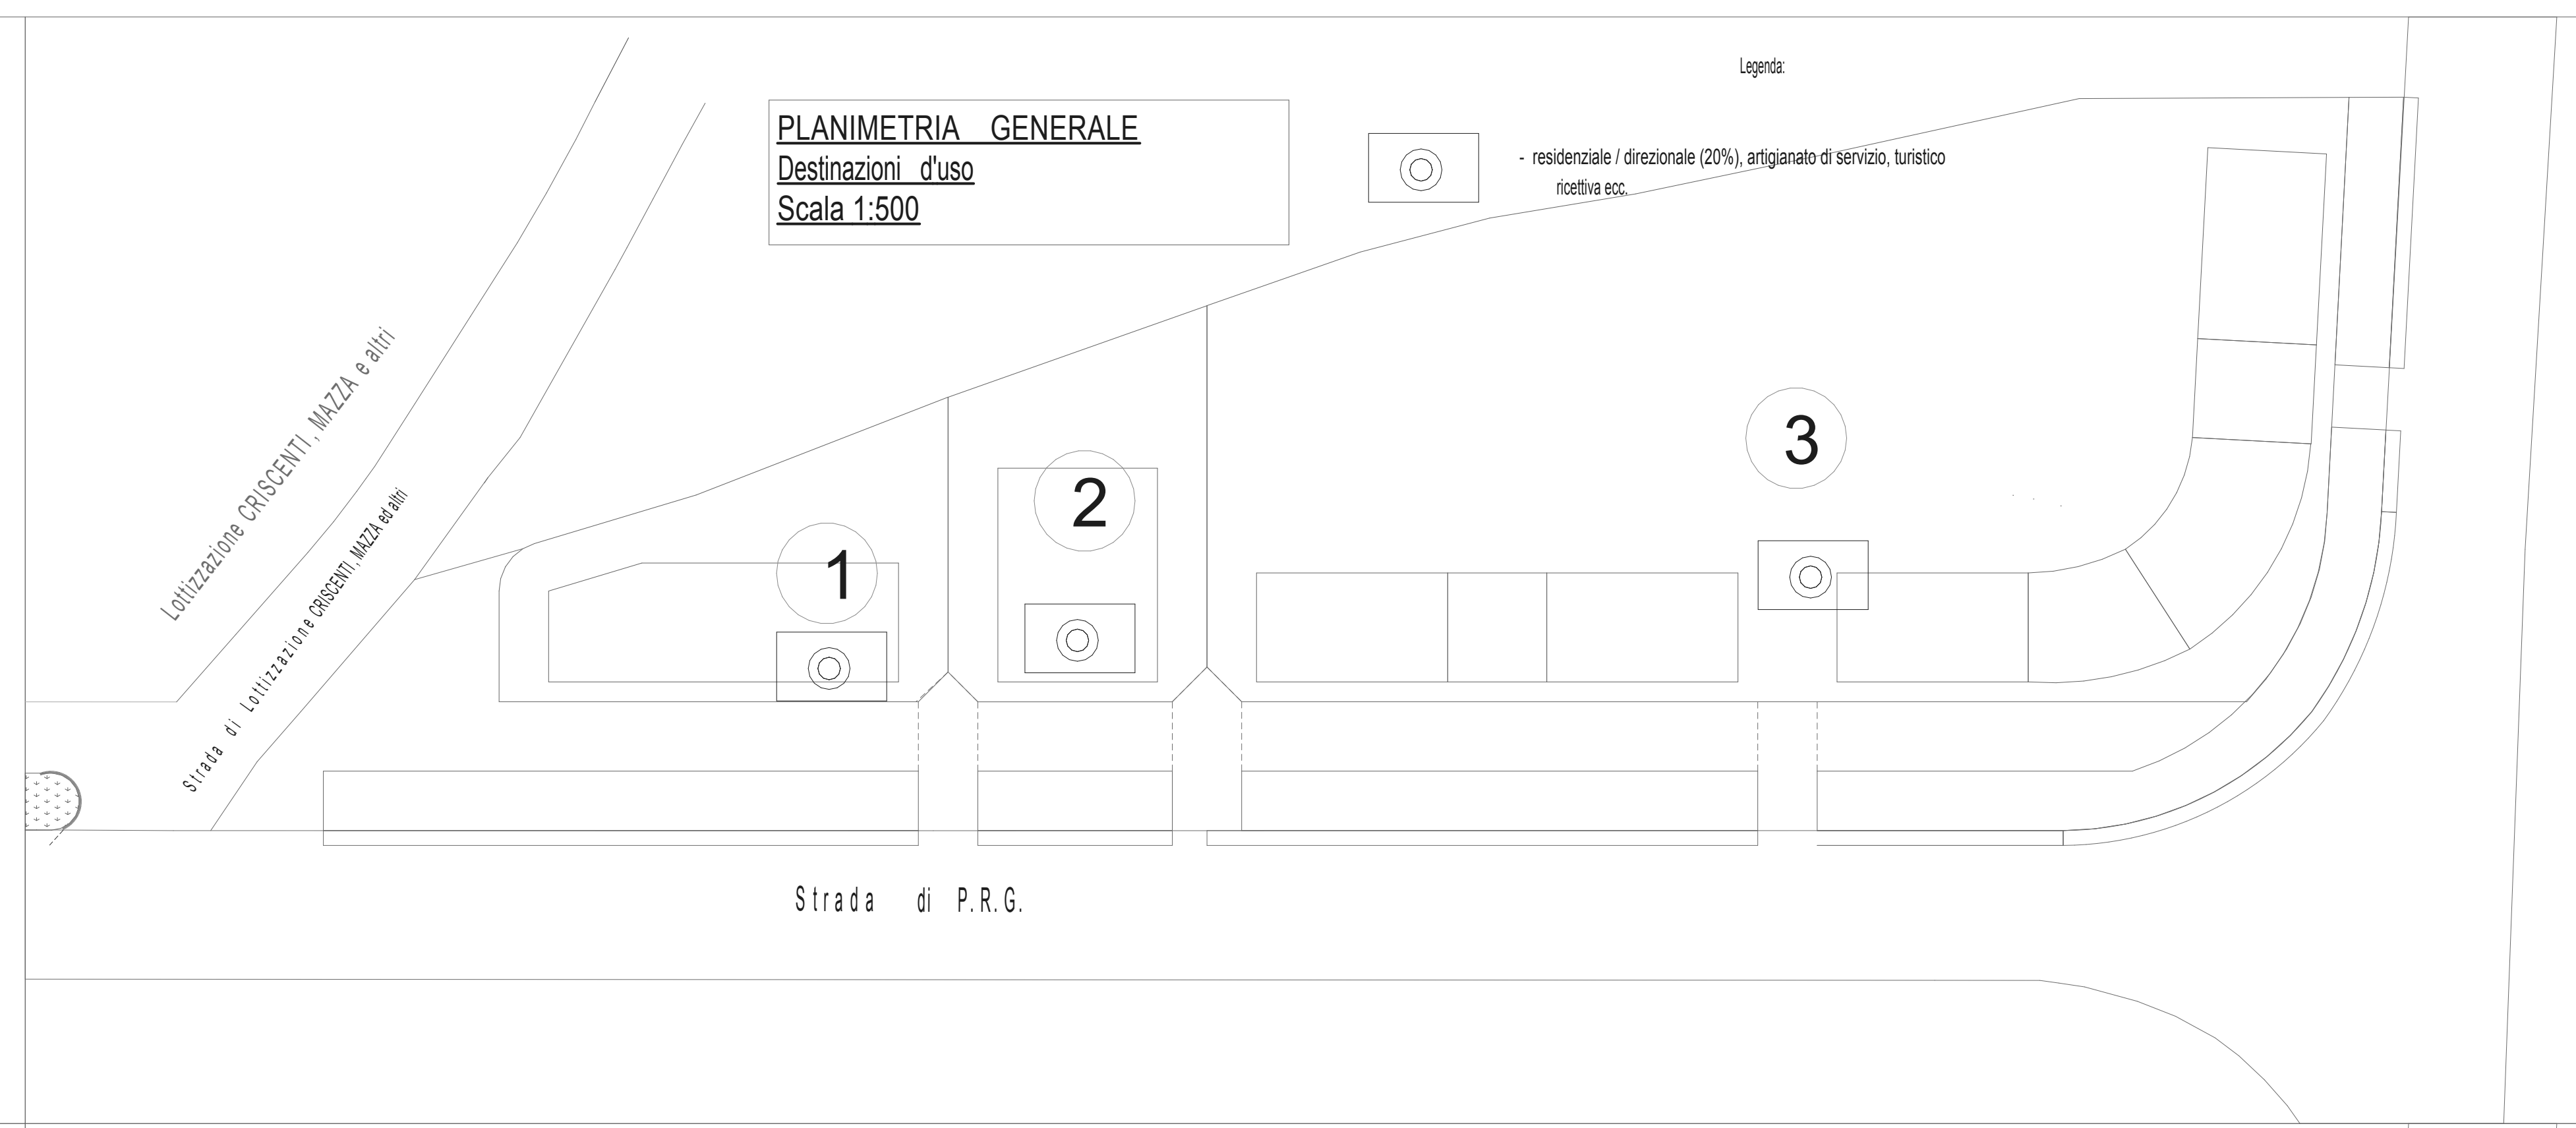 Legenda:
PLANIMETRIA GENERALE
Destinazioni d'uso
Scala 1:500
- residenziale / direzionale (20%), artigianato di servizio, turistico
ricettiva ecc.
Lottizzazione CRISCENTI, MAZZA e altri
Strada di Lottizzazione CRISCENTI, MAZZA ed altri
1
2
3
Strada di P.R.G.